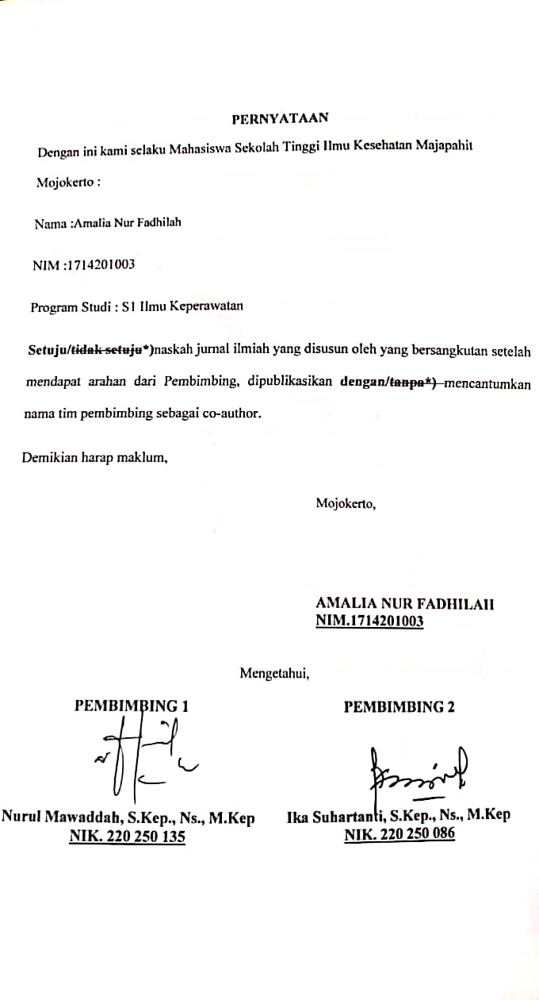 PERNYATAAN
Dengan ini kami selaku Mahasiswa Sekolah Tinggi Ilmu Kesehatan Majapahit
Mojokerto :
Nama :Amalia Nur Fadhilah
NIM :1714201003
Program Studi : S1 Ilmu Keperawatan
Setuju/tidak setuju*)naskah jurnal ilmiah yang disusun oleh yang bersangkutan setelah
mendapat arahan dari Pembimbing, dipublikasikan dengan/tanpa*) mencantumkan
nama tim pembimbing sebagai co-author.
Demikian harap maklum,
Mojokerto,
AMALIA NUR FADHILAH
NIM.1714201003
Mengetahui,
PEMBIMBING 1
PEMBIMBING 2
Nurul Mawaddah, S.Kep., Ns., M.Kep
NIK. 220 250 135
Ika Suhartanti, S.Kep., Ns., M.Kep
NIK. 220 250 086